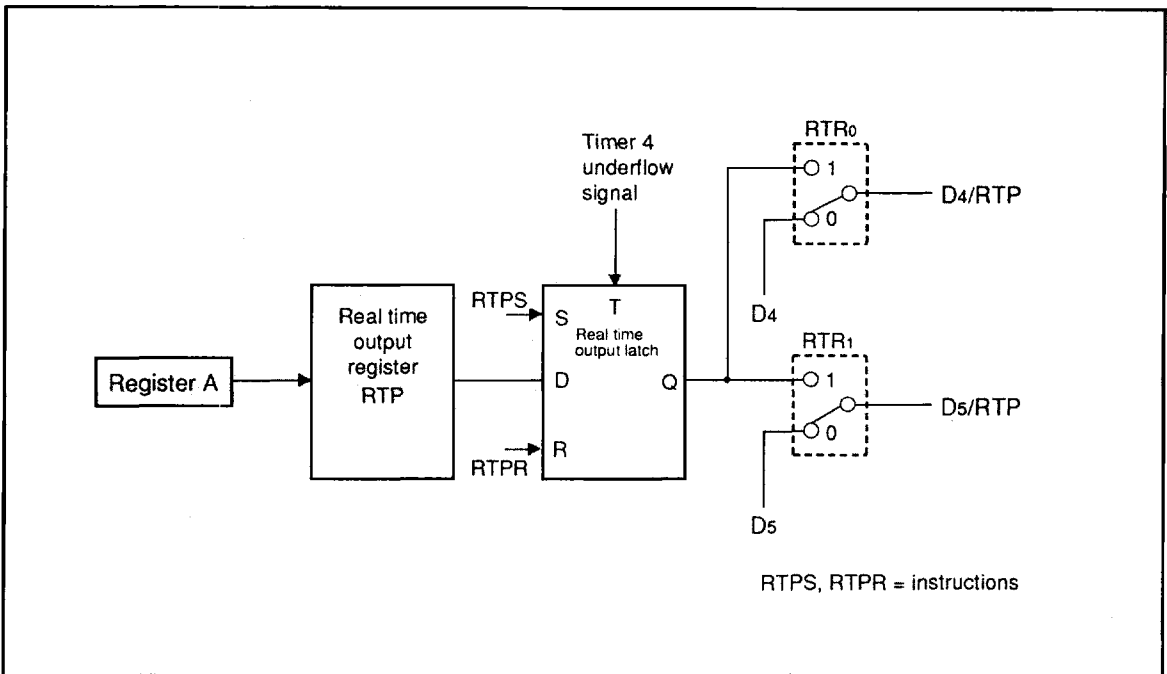 Timer 4
underflow
signal
RTR0
1
0
D4/RTP
D4
Register A
Real time
output
register
RTP
RTPS
RTPR
S
T
Real time
output latch
D
Q
R
RTR1
1
0
D5/RTP
D5
RTPS, RTPR = instructions